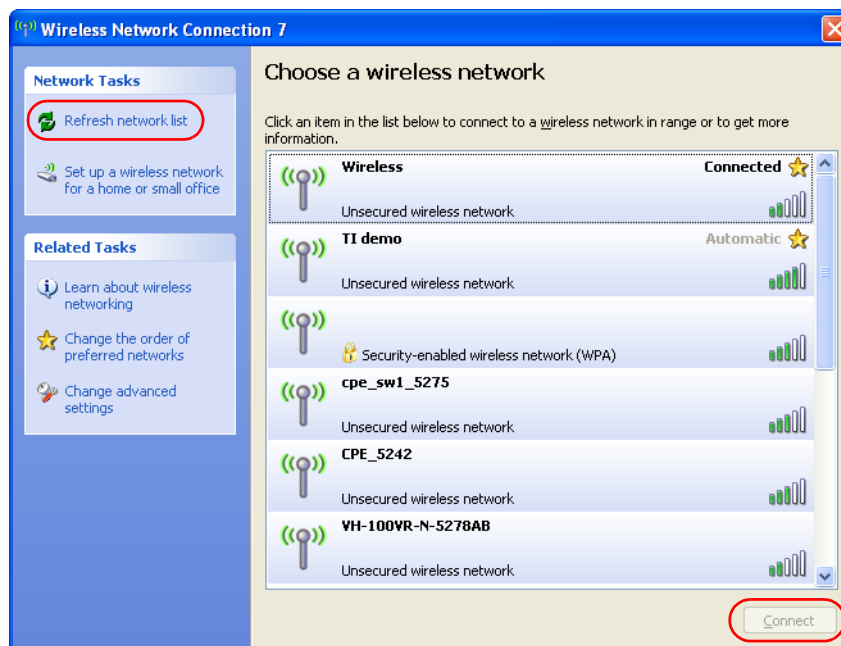 Wireless Network Connection 7
Network Tasks
Refresh network list
Set up a wireless network
for a home or small office
Related Tasks
Learn about wireless
networking
Change the order of
preferred networks
Change advanced
settings
Choose a wireless network
Click an item in the list below to connect to a wireless network in range or to get more
information.
Wireless
Connected
Unsecured wireless network
TI demo
Automatic
Unsecured wireless network
Security-enabled wireless network (WPA)
cpe_sw1_5275
Unsecured wireless network
CPE_5242
Unsecured wireless network
VH-100VR-N-5278AB
Unsecured wireless network
Connect